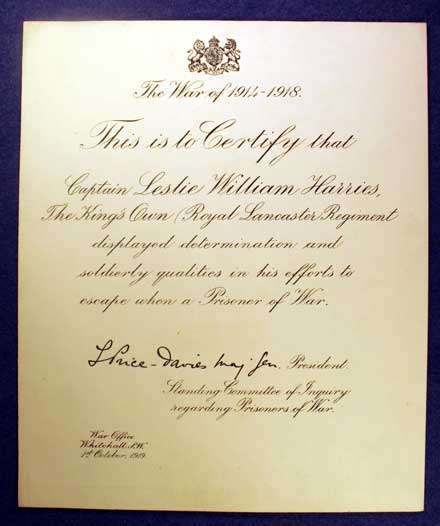 The War of 1914-1918.
This is to Certify that
Captain Leslie William Harries,
The King's Own (Royal Lancaster Regiment
displayed determination and
soldierly qualities in his efforts to
escape when a Prisoner of War.
L Price-Davies Maj. Gen. President.
Standing Committee of Inquiry
regarding Prisoners of War.
War Office
Whitehall, S.W.
1st October, 1919.